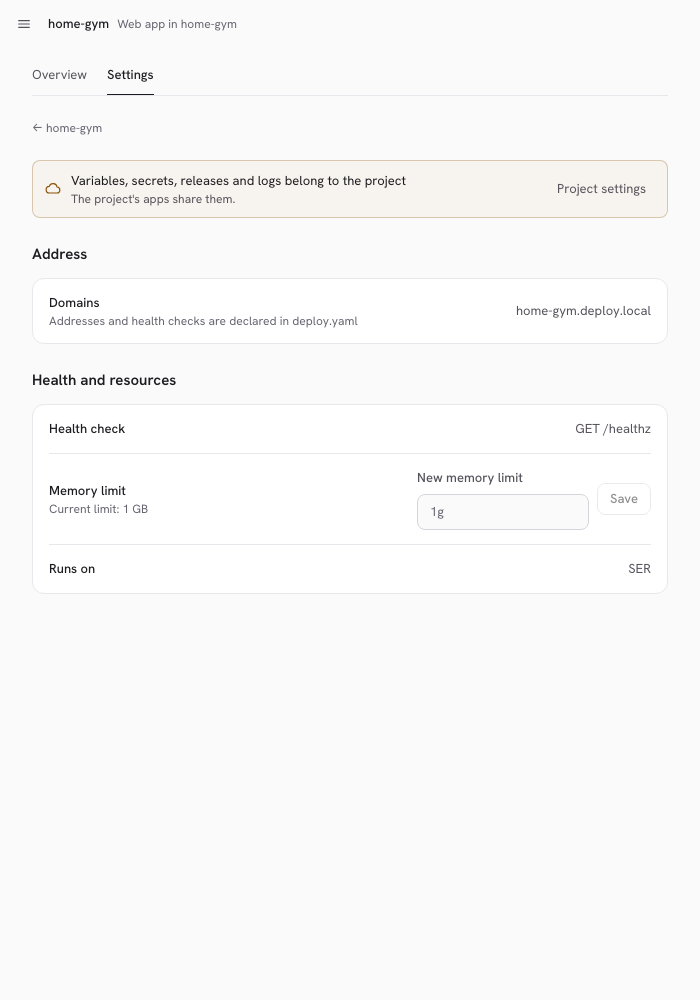 home-gym Web app in home-gym
Overview Settings
← home-gym
Variables, secrets, releases and logs belong to the project
The project's apps share them.
Project settings
Address
Domains
Addresses and health checks are declared in deploy.yaml
home-gym.deploy.local
Health and resources
Health check GET /healthz
New memory limit
Memory limit
Current limit: 1 GB
1g
Save
Runs on SER